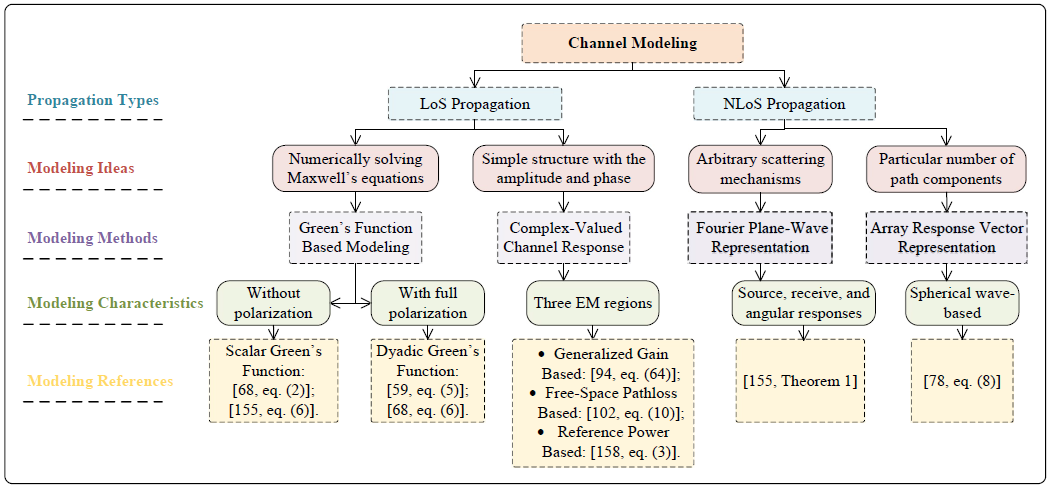 Channel Modeling
Propagation Types
LoS Propagation
NLoS Propagation
Modeling Ideas
Numerically solving
Maxwell's equations
Simple structure with the
amplitude and phase
Arbitrary scattering
mechanisms
Particular number of
path components
Modeling Methods
Green's Function
Based Modeling
Complex-Valued
Channel Response
Fourier Plane-Wave
Representation
Array Response Vector
Representation
Modeling Characteristics
Without
polarization
With full
polarization
Three EM regions
Source, receive, and
angular responses
Spherical wave-
based
Modeling References
Scalar Green's
Function:
[68, eq. (2)];
[155, eq. (6)].
Dyadic Green's
Function:
[59, eq. (5)];
[68, eq. (6)].
• Generalized Gain
Based: [94, eq. (64)];
• Free-Space Pathloss
Based: [102, eq. (10)];
• Reference Power
Based: [158, eq. (3)].
[155, Theorem 1]
[78, eq. (8)]